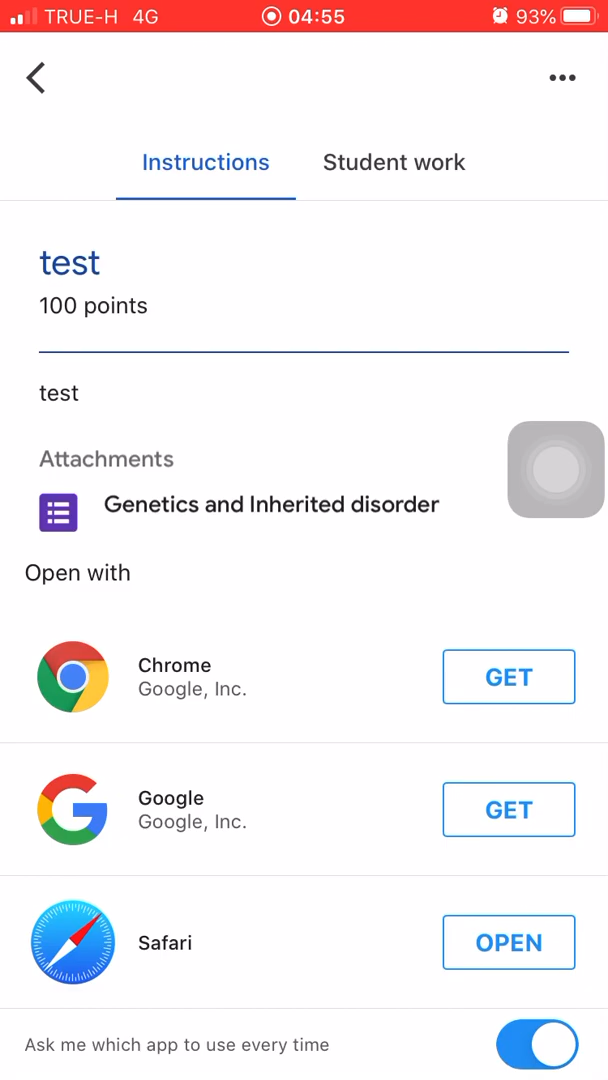 TRUE-H 4G 04:55 93%
•••
Instructions Student work
test
100 points
test
Attachments
Genetics and Inherited disorder
Open with
Chrome
Google, Inc.
GET
Google
Google, Inc.
GET
Safari
OPEN
Ask me which app to use every time